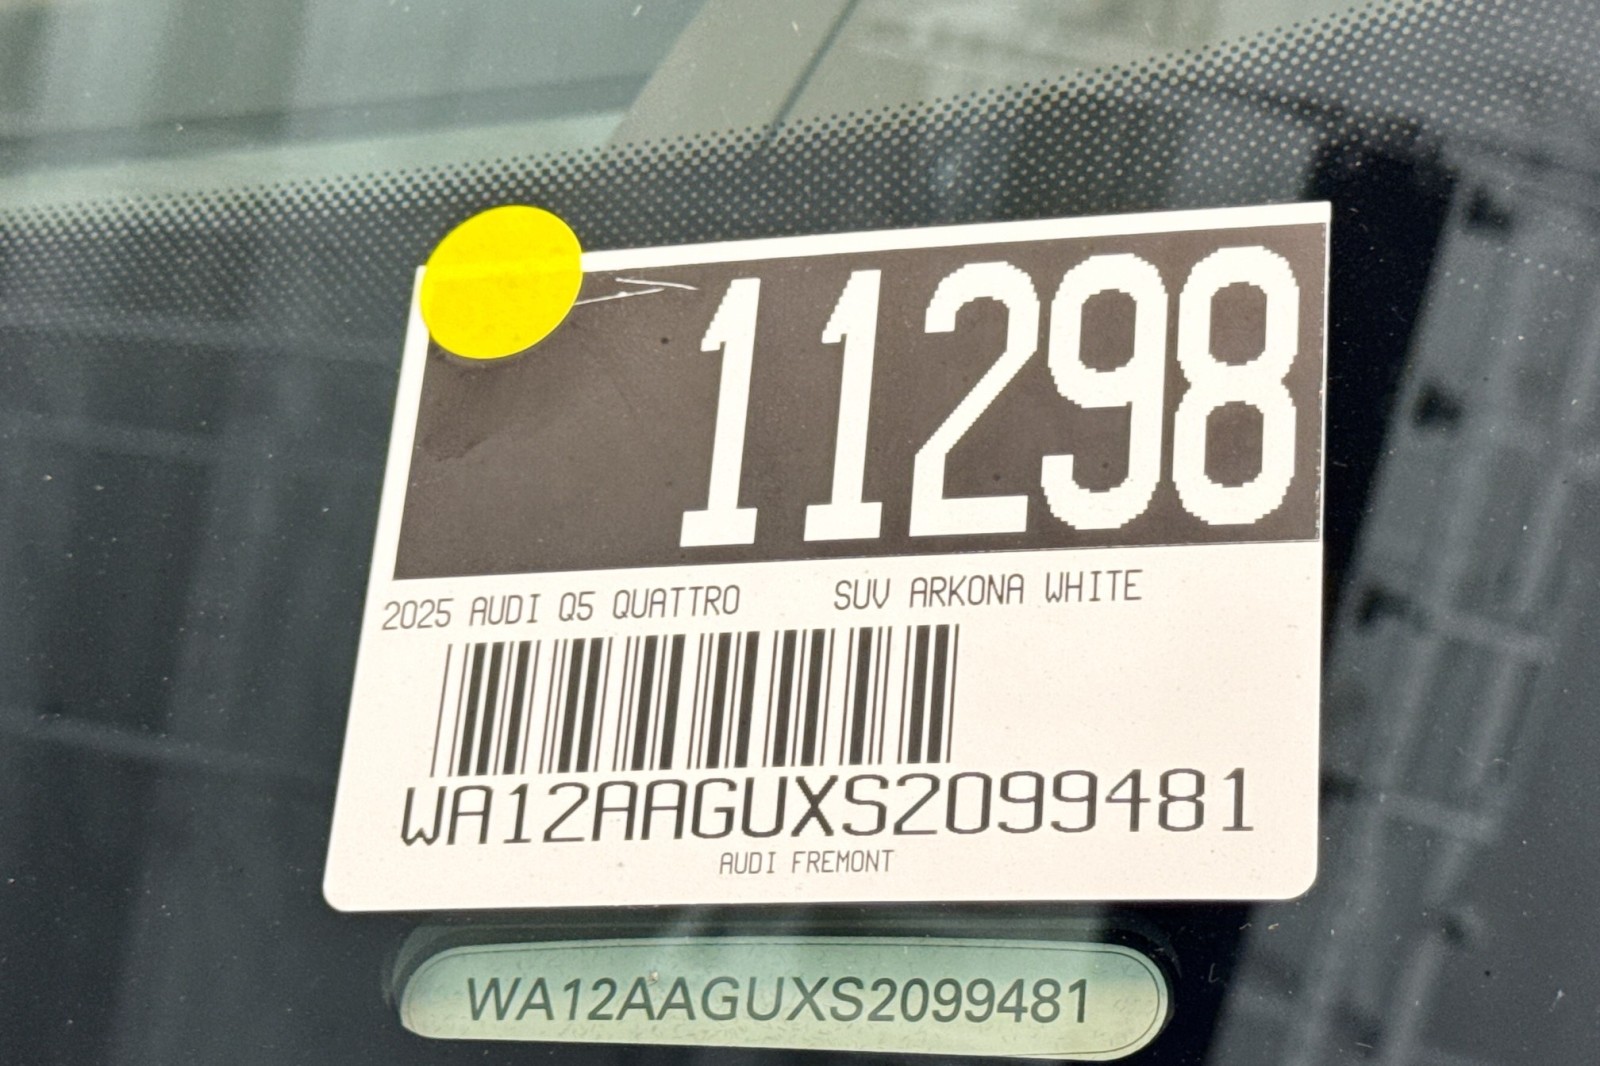 11298
2025 AUDI Q5 QUATTRO SUV ARKONA WHITE
WA12AAGUXS2099481
AUDI FREMONT
WA12AAGUXS2099481